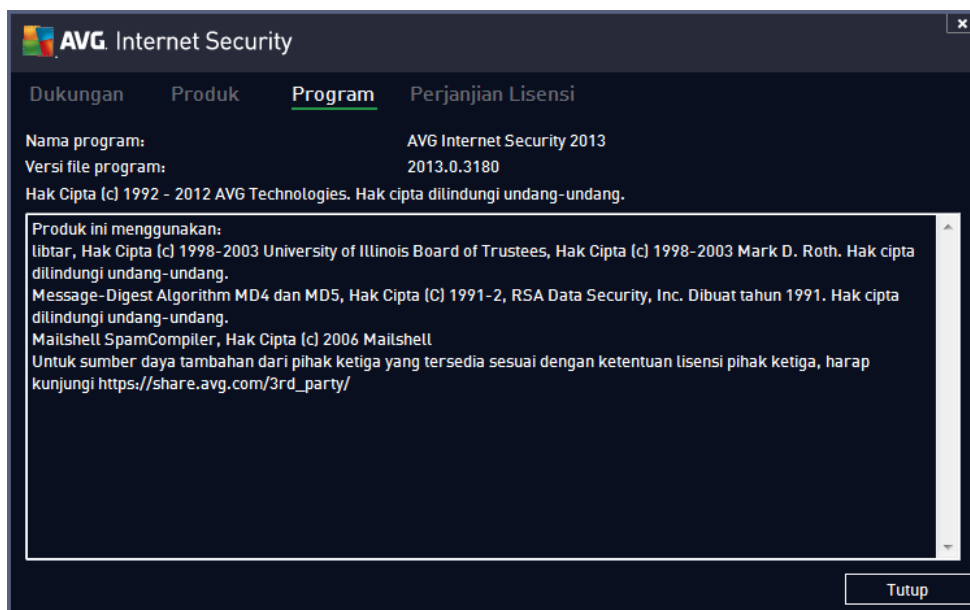 AVG. Internet Security
Dukungan Produk Program Perjanjian Lisensi
Nama program: AVG Internet Security 2013
Versi file program: 2013.0.3180
Hak Cipta (c) 1992 - 2012 AVG Technologies. Hak cipta dilindungi undang-undang.
Produk ini menggunakan:
libtar, Hak Cipta (c) 1998-2003 University of Illinois Board of Trustees, Hak Cipta (c) 1998-2003 Mark D. Roth. Hak cipta
dilindungi undang-undang.
Message-Digest Algorithm MD4 dan MD5, Hak Cipta (C) 1991-2, RSA Data Security, Inc. Dibuat tahun 1991. Hak cipta
dilindungi undang-undang.
Mailshell SpamCompiler, Hak Cipta (c) 2006 Mailshell
Untuk sumber daya tambahan dari pihak ketiga yang tersedia sesuai dengan ketentuan lisensi pihak ketiga, harap
kunjungi https://share.avg.com/3rd_party/
Tutup